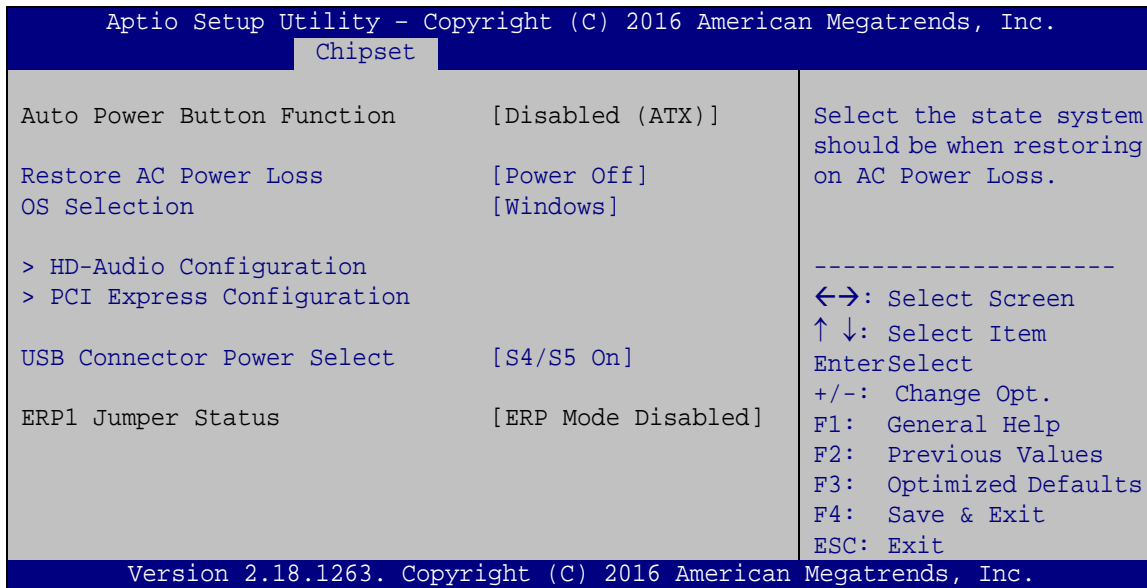 Aptio Setup Utility – Copyright (C) 2016 American Megatrends, Inc.
Chipset
Auto Power Button Function [Disabled (ATX)]
Restore AC Power Loss [Power Off]
OS Selection [Windows]
> HD-Audio Configuration
> PCI Express Configuration
USB Connector Power Select [S4/S5 On]
ERP1 Jumper Status [ERP Mode Disabled]
Select the state system
should be when restoring
on AC Power Loss.
---------------------
←→: Select Screen
↑ ↓: Select Item
EnterSelect
+/-: Change Opt.
F1: General Help
F2: Previous Values
F3: Optimized Defaults
F4: Save & Exit
ESC: Exit
Version 2.18.1263. Copyright (C) 2016 American Megatrends, Inc.